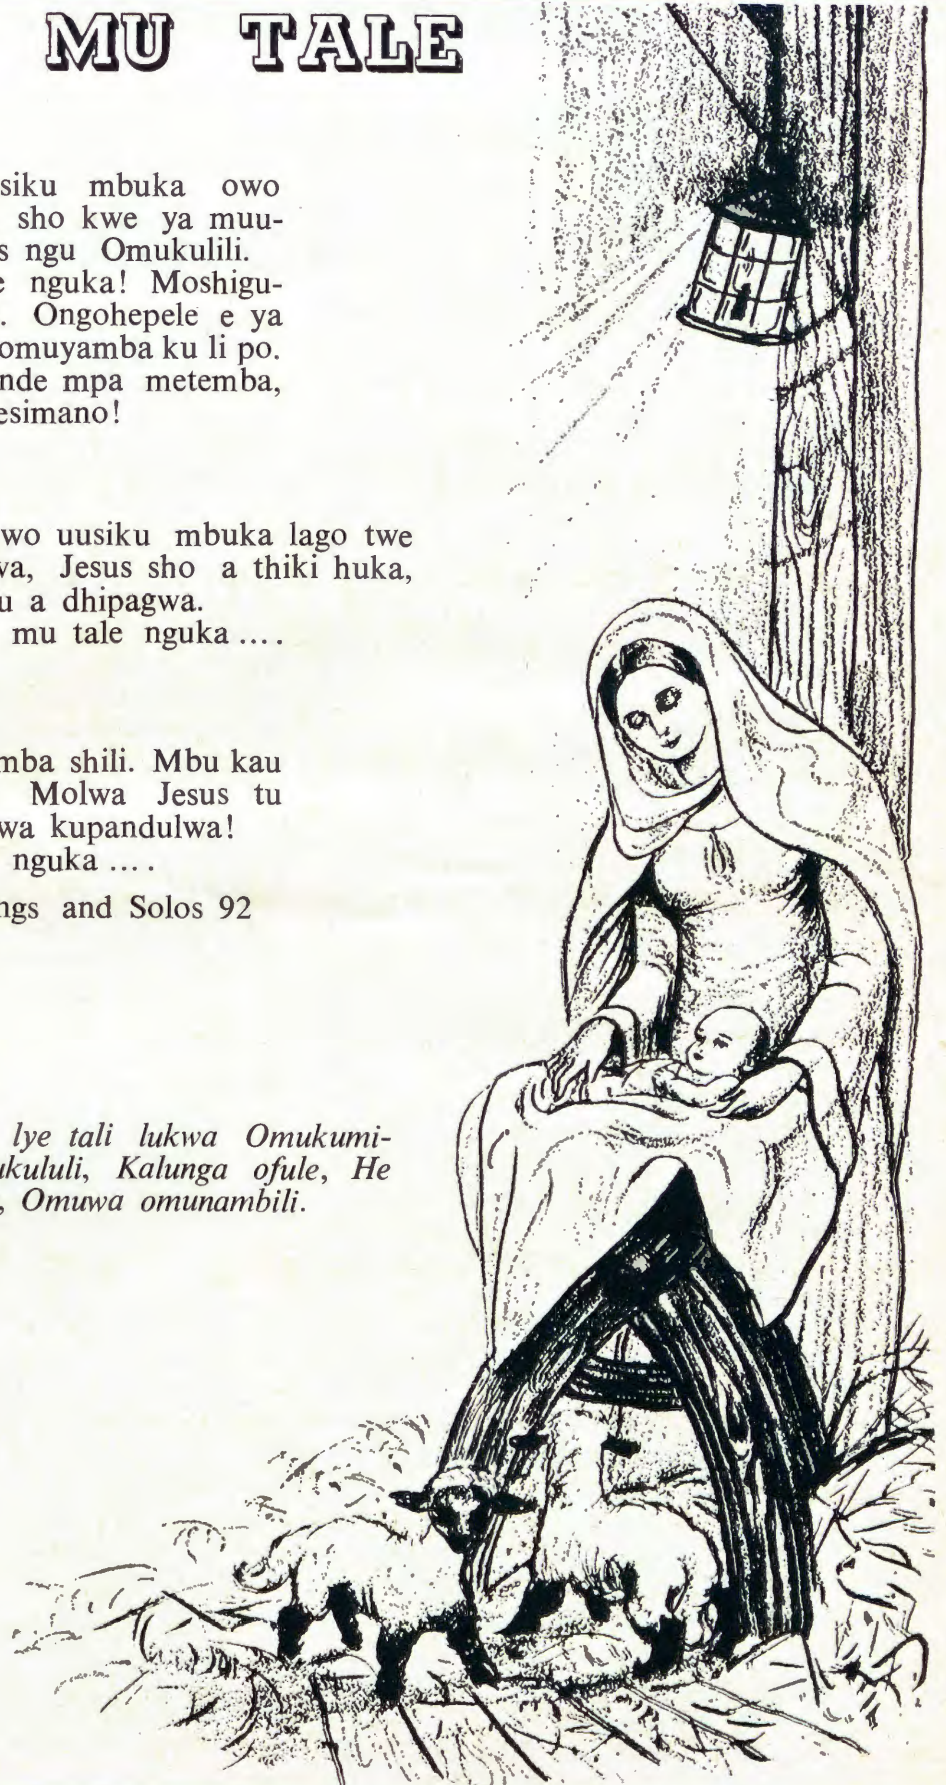 MU TALE
siku mbuka owo
sho kwe ya muu-
s ngu Omukulili.
e nguka! Moshigu-
. Ongohepele e ya
omuyamba ku li po.
nde mpa metemba,
esimano!
wo uusiku mbuka lago twe
va, Jesus sho a thiki huka,
u a dhipagwa.
mu tale nguka ....
mba shili. Mbu kau
Molwa Jesus tu
wa kupandulwa!
nguka ....
ngs and Solos 92
lye tali lukwa Omukumi-
kululi, Kalunga ofule, He
, Omuwa omunambili.